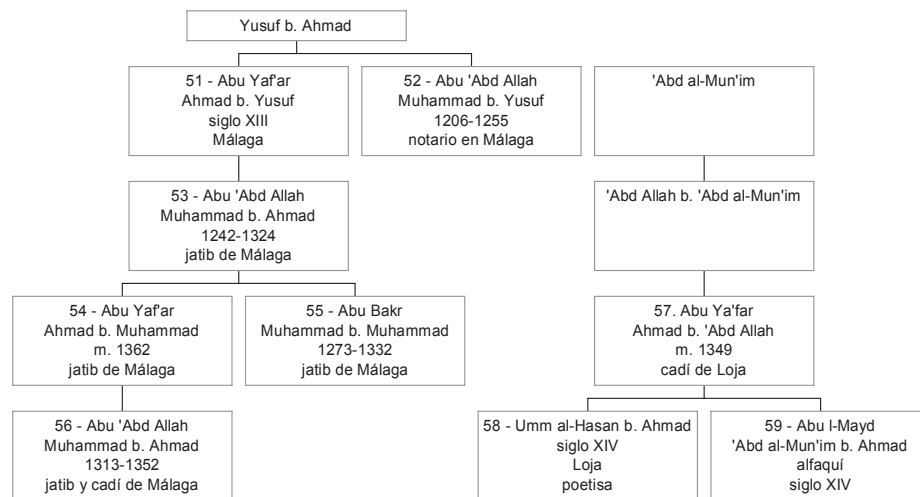 Yusuf b. Ahmad
51 - Abu Yaf'ar
Ahmad b. Yusuf
siglo XIII
Málaga
52 - Abu 'Abd Allah
Muhammad b. Yusuf
1206-1255
notario en Málaga
'Abd al-Mun'im
53 - Abu 'Abd Allah
Muhammad b. Ahmad
1242-1324
jatib de Málaga
'Abd Allah b. 'Abd al-Mun'im
54 - Abu Yaf'ar
Ahmad b. Muhammad
m. 1362
jatib de Málaga
55 - Abu Bakr
Muhammad b. Muhammad
1273-1332
jatib de Málaga
57. Abu Ya'far
Ahmad b. 'Abd Allah
m. 1349
cadí de Loja
56 - Abu 'Abd Allah
Muhammad b. Ahmad
1313-1352
jatib y cadí de Málaga
58 - Umm al-Hasan b. Ahmad
siglo XIV
Loja
poetisa
59 - Abu l-Mayd
'Abd al-Mun'im b. Ahmad
alfaquí
siglo XIV